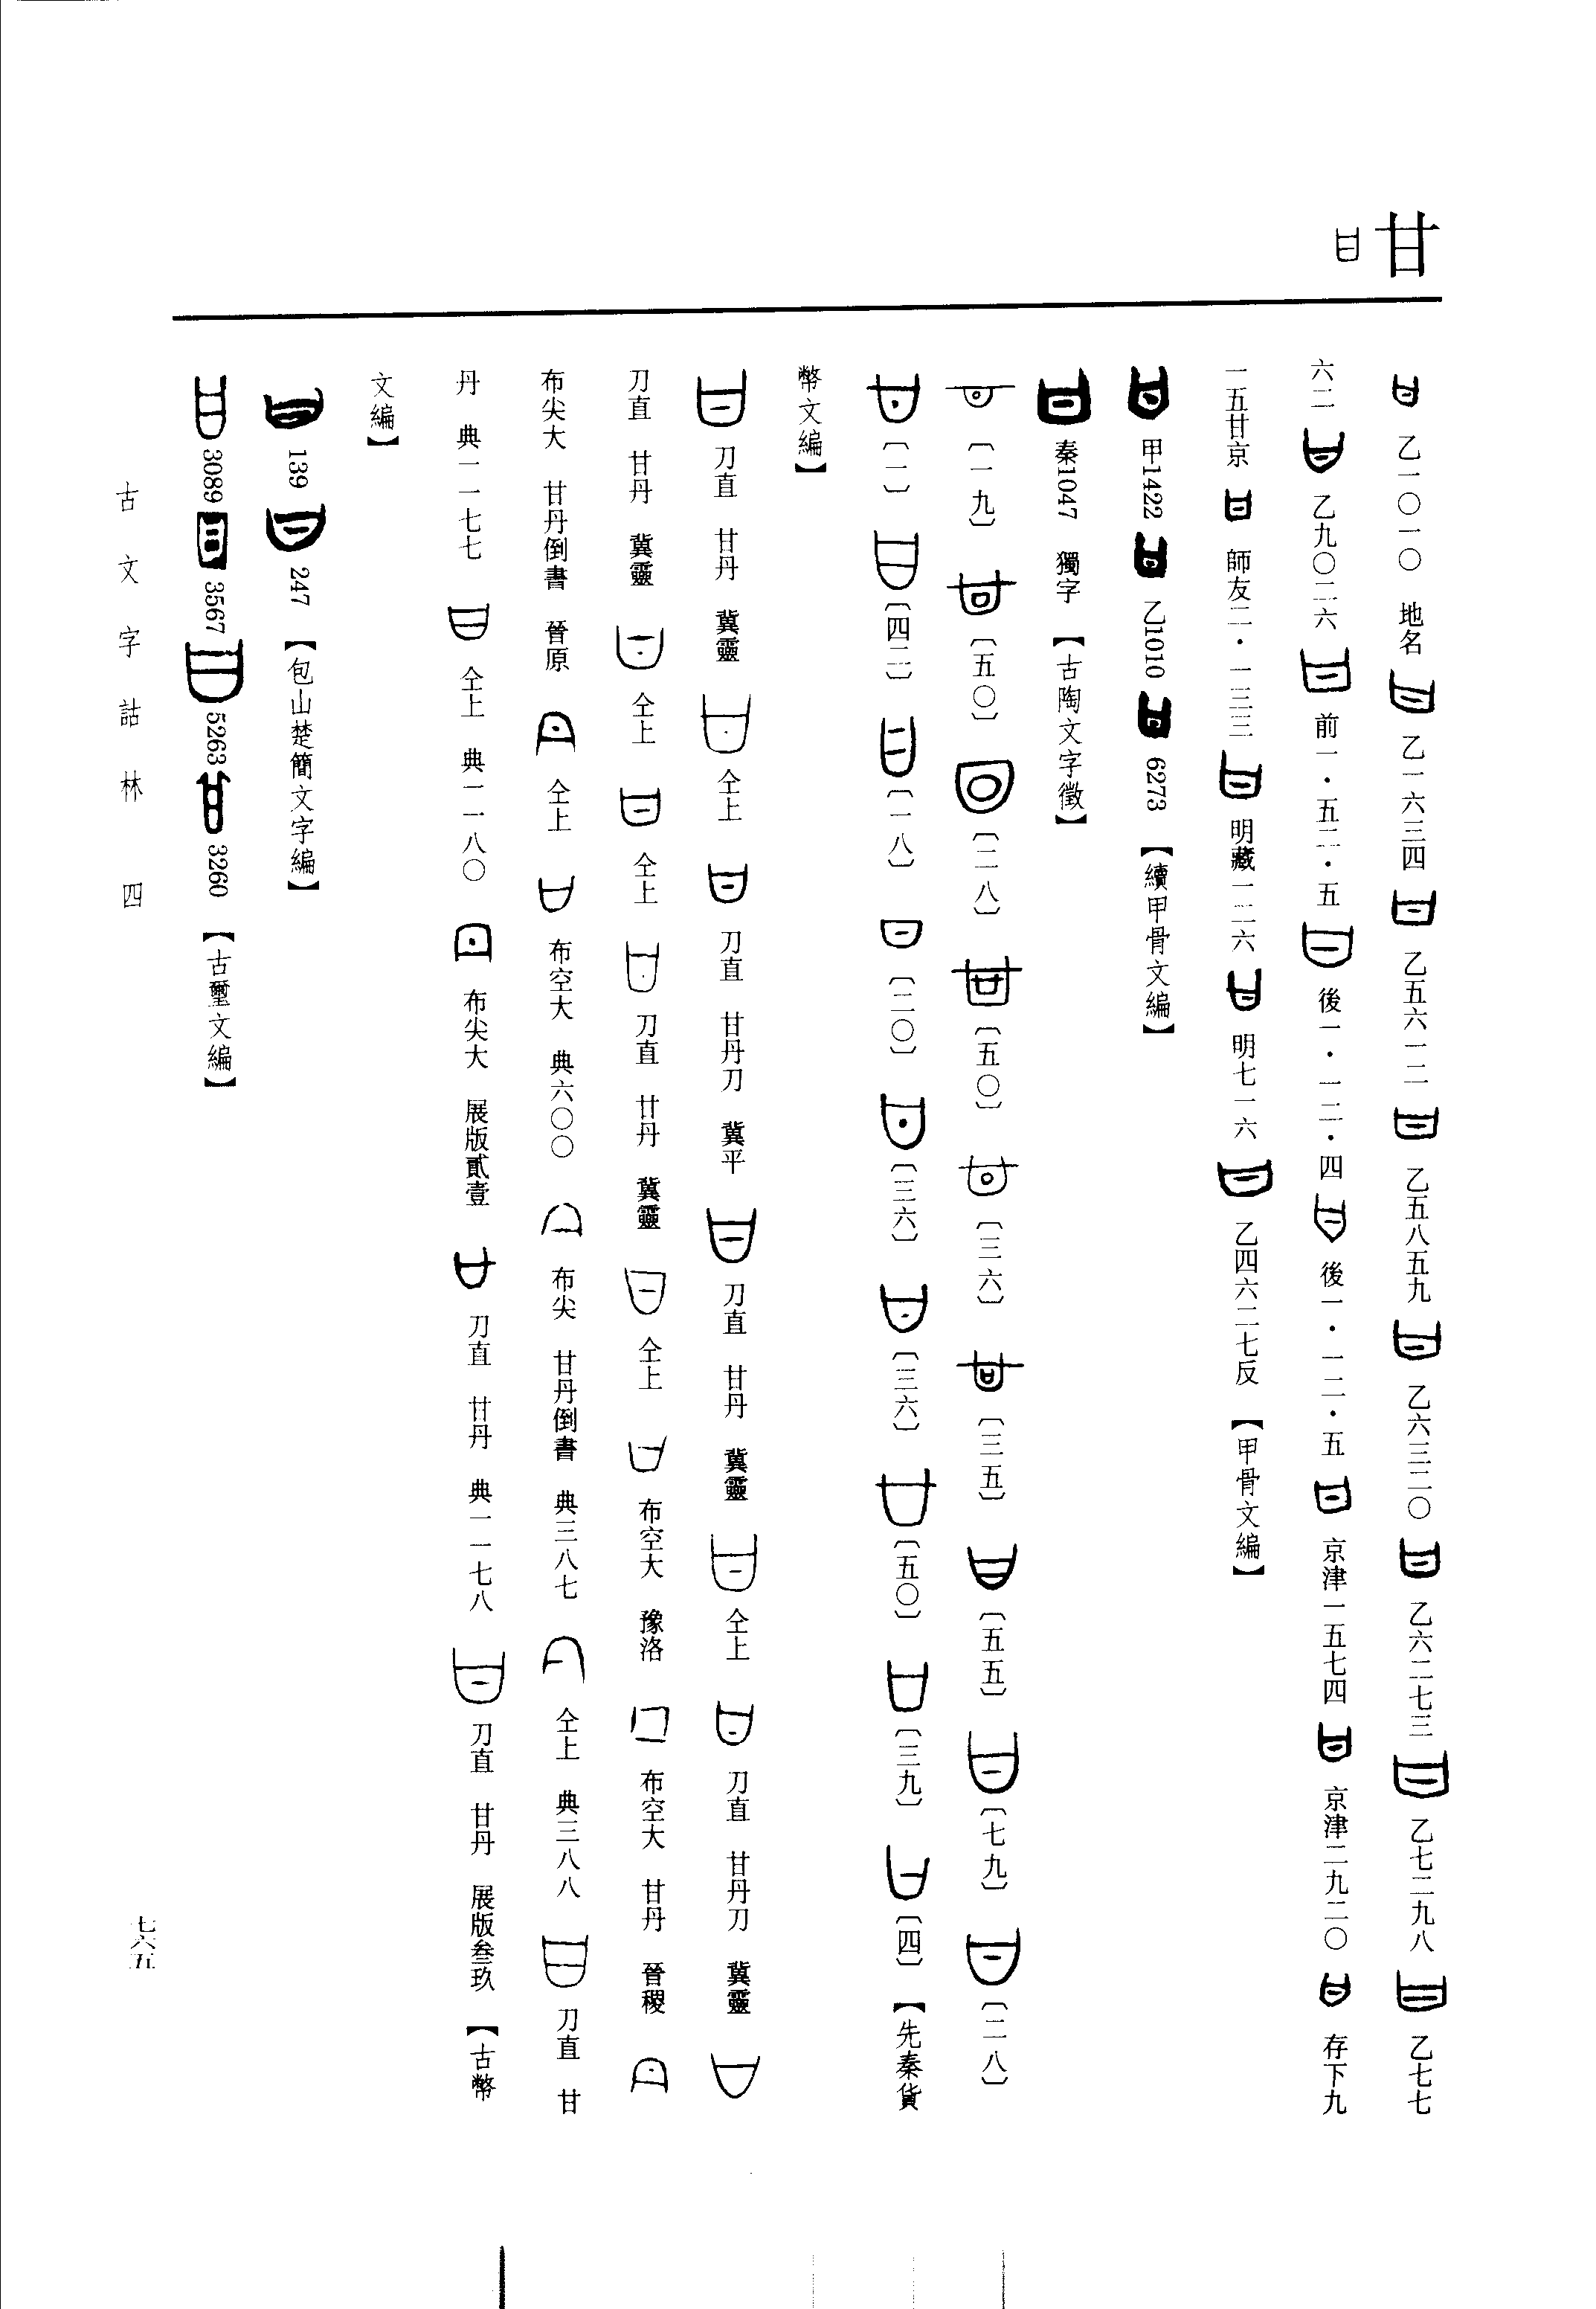 甘
乙一〇一〇 地名 乙一六三四 乙五六一二 乙五八五九 乙六三二〇 乙六二七三 乙七二九八 乙七七
六二 乙九〇二六 前一·五二·五 後一·一二·四 後一·一二·五 京津一五七四 京津二九二〇 存下九
一五甘京 師友二·一三三 明藏一二六 明七一六 乙四六二七反 【甲骨文編】
甲1422 乙1010 6273 【續甲骨文編】
秦1047 獨字 【古陶文字徵】
〔一九〕 〔五〇〕 〔二八〕 〔五〇〕 〔三六〕 〔三五〕 〔五五〕 〔七九〕 〔二八〕
〔一〕 〔四二〕 〔一八〕 〔二〇〕 〔三六〕 〔三六〕 〔五〇〕 〔三九〕 〔四〕 【先秦貨
幣文編】
刀直 甘丹 冀靈 仝上 刀直 甘丹刀 冀平 刀直 甘丹 冀靈 仝上 刀直 甘丹刀 冀靈
刀直 甘丹 冀靈 仝上 仝上 刀直 甘丹 冀靈 仝上 布空大 豫洛 布空大 甘丹 晉稷
布尖大 甘丹倒書 晉原 仝上 布空大 典六〇〇 布尖 甘丹倒書 典三八七 仝上 典三八八 刀直 甘
丹 典一一七七 仝上 典一一八〇 布尖大 展版貳壹 刀直 甘丹 典一一七八 刀直 甘丹 展版叁玖 【古幣
文編】
139 247 【包山楚簡文字編】
3089 3567 5263 3260 【古璽文編】
古文字詁林 四
七六五